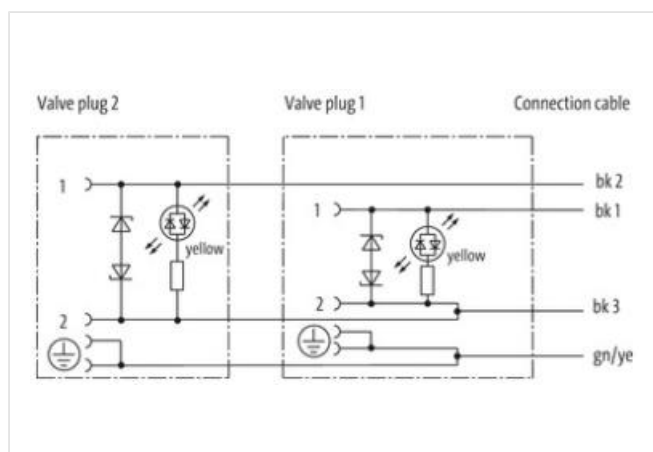 Valve plug 2 Valve plug 1 Connection cable
1 bk 2
1 bk 1
yellow yellow
2 bk 3
2
gn/ye